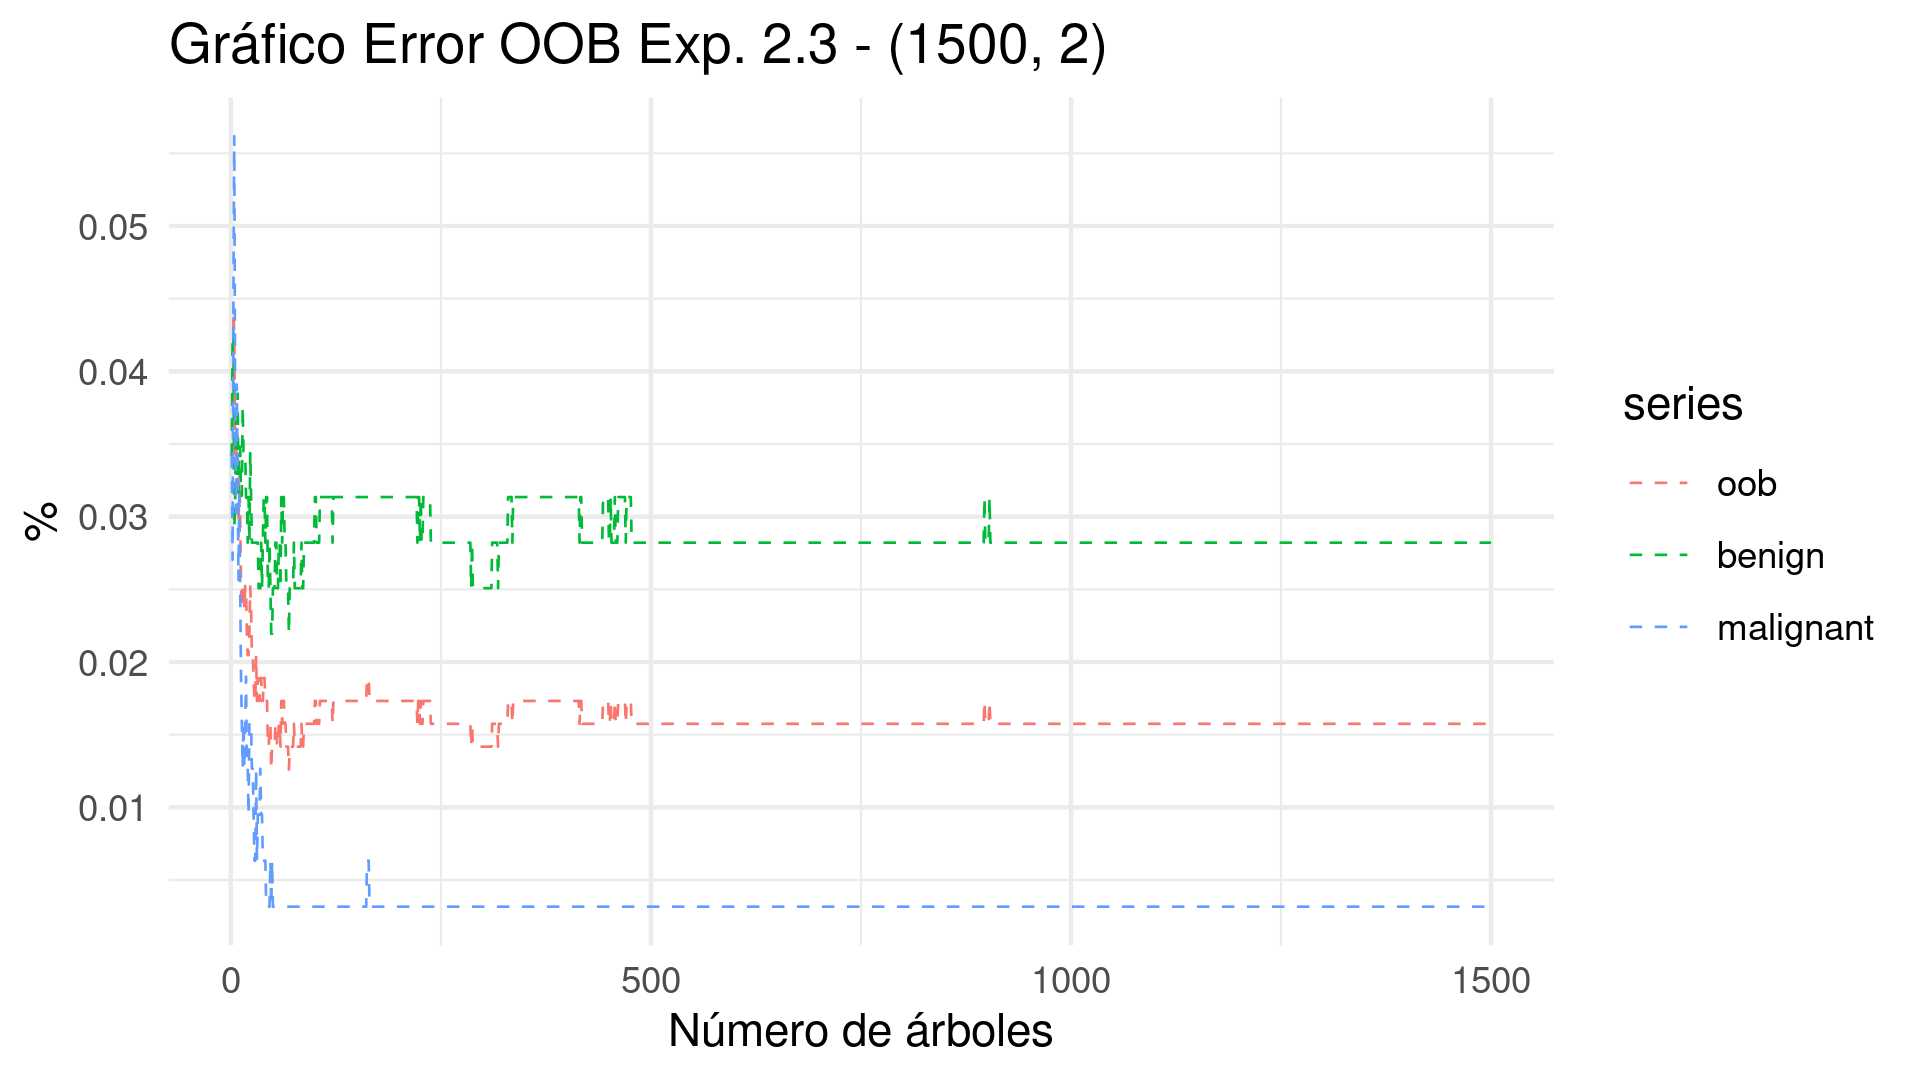 Gráfico Error OOB Exp. 2.3 - (1500, 2)
%
0.05
0.04
0.03
0.02
0.01
0
500
1000
1500
Número de árboles
series
oob
benign
malignant